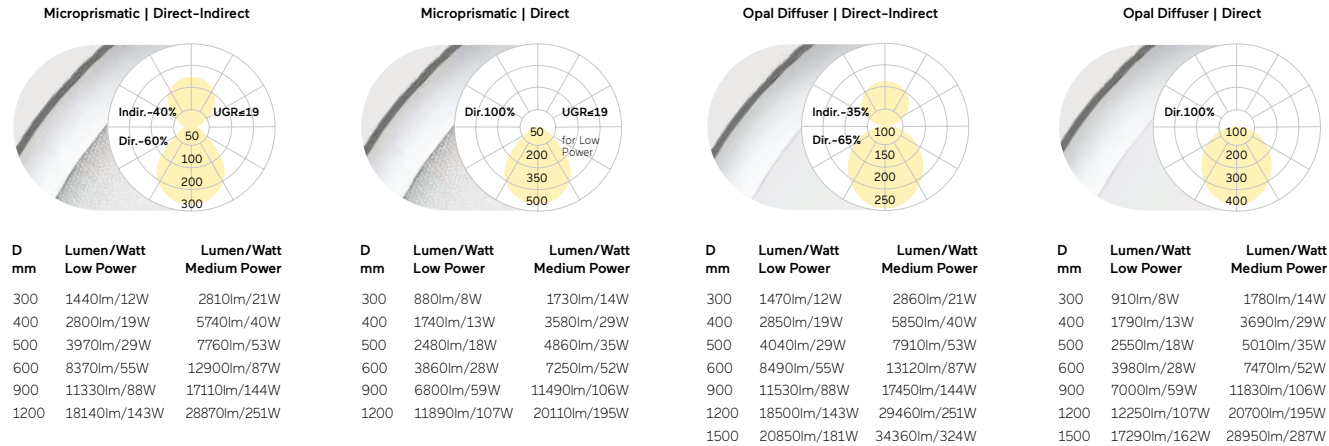 Microprismatic | Direct-Indirect
Indir.~40%
UGR≤19
Dir.~60%
50
100
200
300
D Lumen/Watt Lumen/Watt
mm Low Power Medium Power
300 1440lm/12W 2810lm/21W
400 2800lm/19W 5740lm/40W
500 3970lm/29W 7760lm/53W
600 8370lm/55W 12900lm/87W
900 11330lm/88W 17110lm/144W
1200 18140lm/143W 28870lm/251W
Microprismatic | Direct
Dir.100%
UGR≤19
50
for Low
Power
200
350
500
D Lumen/Watt Lumen/Watt
mm Low Power Medium Power
300 880lm/8W 1730lm/14W
400 1740lm/13W 3580lm/29W
500 2480lm/18W 4860lm/35W
600 3860lm/28W 7250lm/52W
900 6800lm/59W 11490lm/106W
1200 11890lm/107W 20110lm/195W
Opal Diffuser | Direct-Indirect
Indir.~35%
Dir.~65%
100
150
200
250
D Lumen/Watt Lumen/Watt
mm Low Power Medium Power
300 1470lm/12W 2860lm/21W
400 2850lm/19W 5850lm/40W
500 4040lm/29W 7910lm/53W
600 8490lm/55W 13120lm/87W
900 11530lm/88W 17450lm/144W
1200 18500lm/143W 29460lm/251W
1500 20850lm/181W 34360lm/324W
Opal Diffuser | Direct
Dir.100%
100
200
300
400
D Lumen/Watt Lumen/Watt
mm Low Power Medium Power
300 910lm/8W 1780lm/14W
400 1790lm/13W 3690lm/29W
500 2550lm/18W 5010lm/35W
600 3980lm/28W 7470lm/52W
900 7000lm/59W 11830lm/106W
1200 12250lm/107W 20700lm/195W
1500 17290lm/162W 28950lm/287W